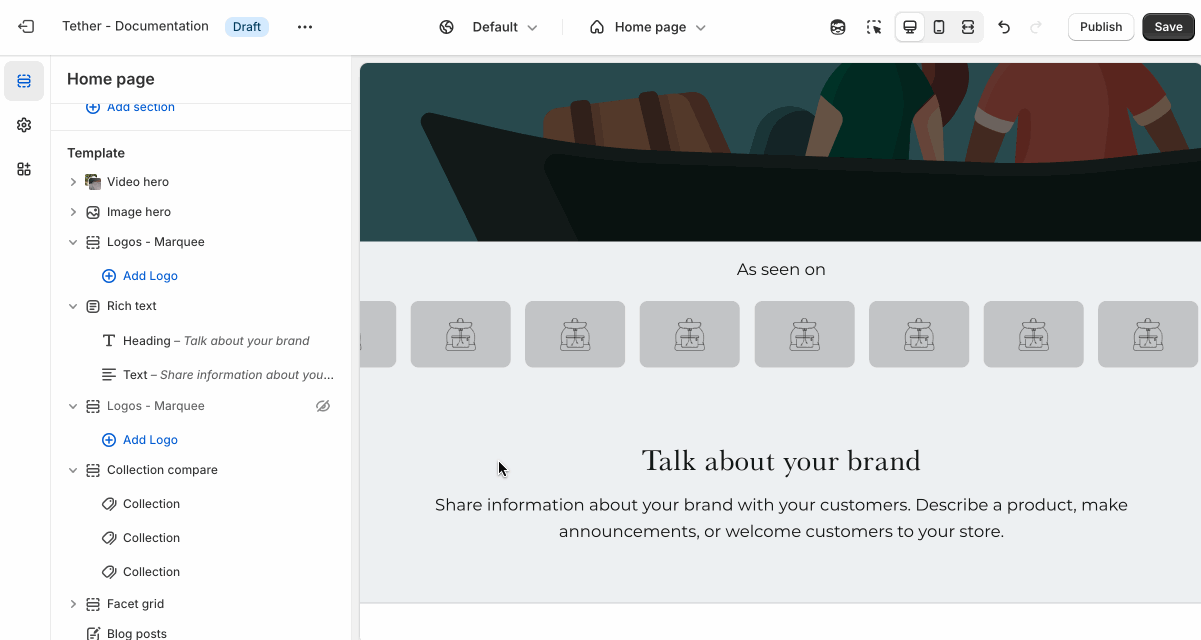 Tether - Documentation Draft
Default
Home page
Publish
Save
Home page
Add section
Template
Video hero
Image hero
Logos - Marquee
Add Logo
Rich text
Heading – Talk about your brand
Text – Share information about you...
Logos - Marquee
Add Logo
Collection compare
Collection
Collection
Collection
Facet grid
Blog posts
As seen on
Talk about your brand
Share information about your brand with your customers. Describe a product, make
announcements, or welcome customers to your store.